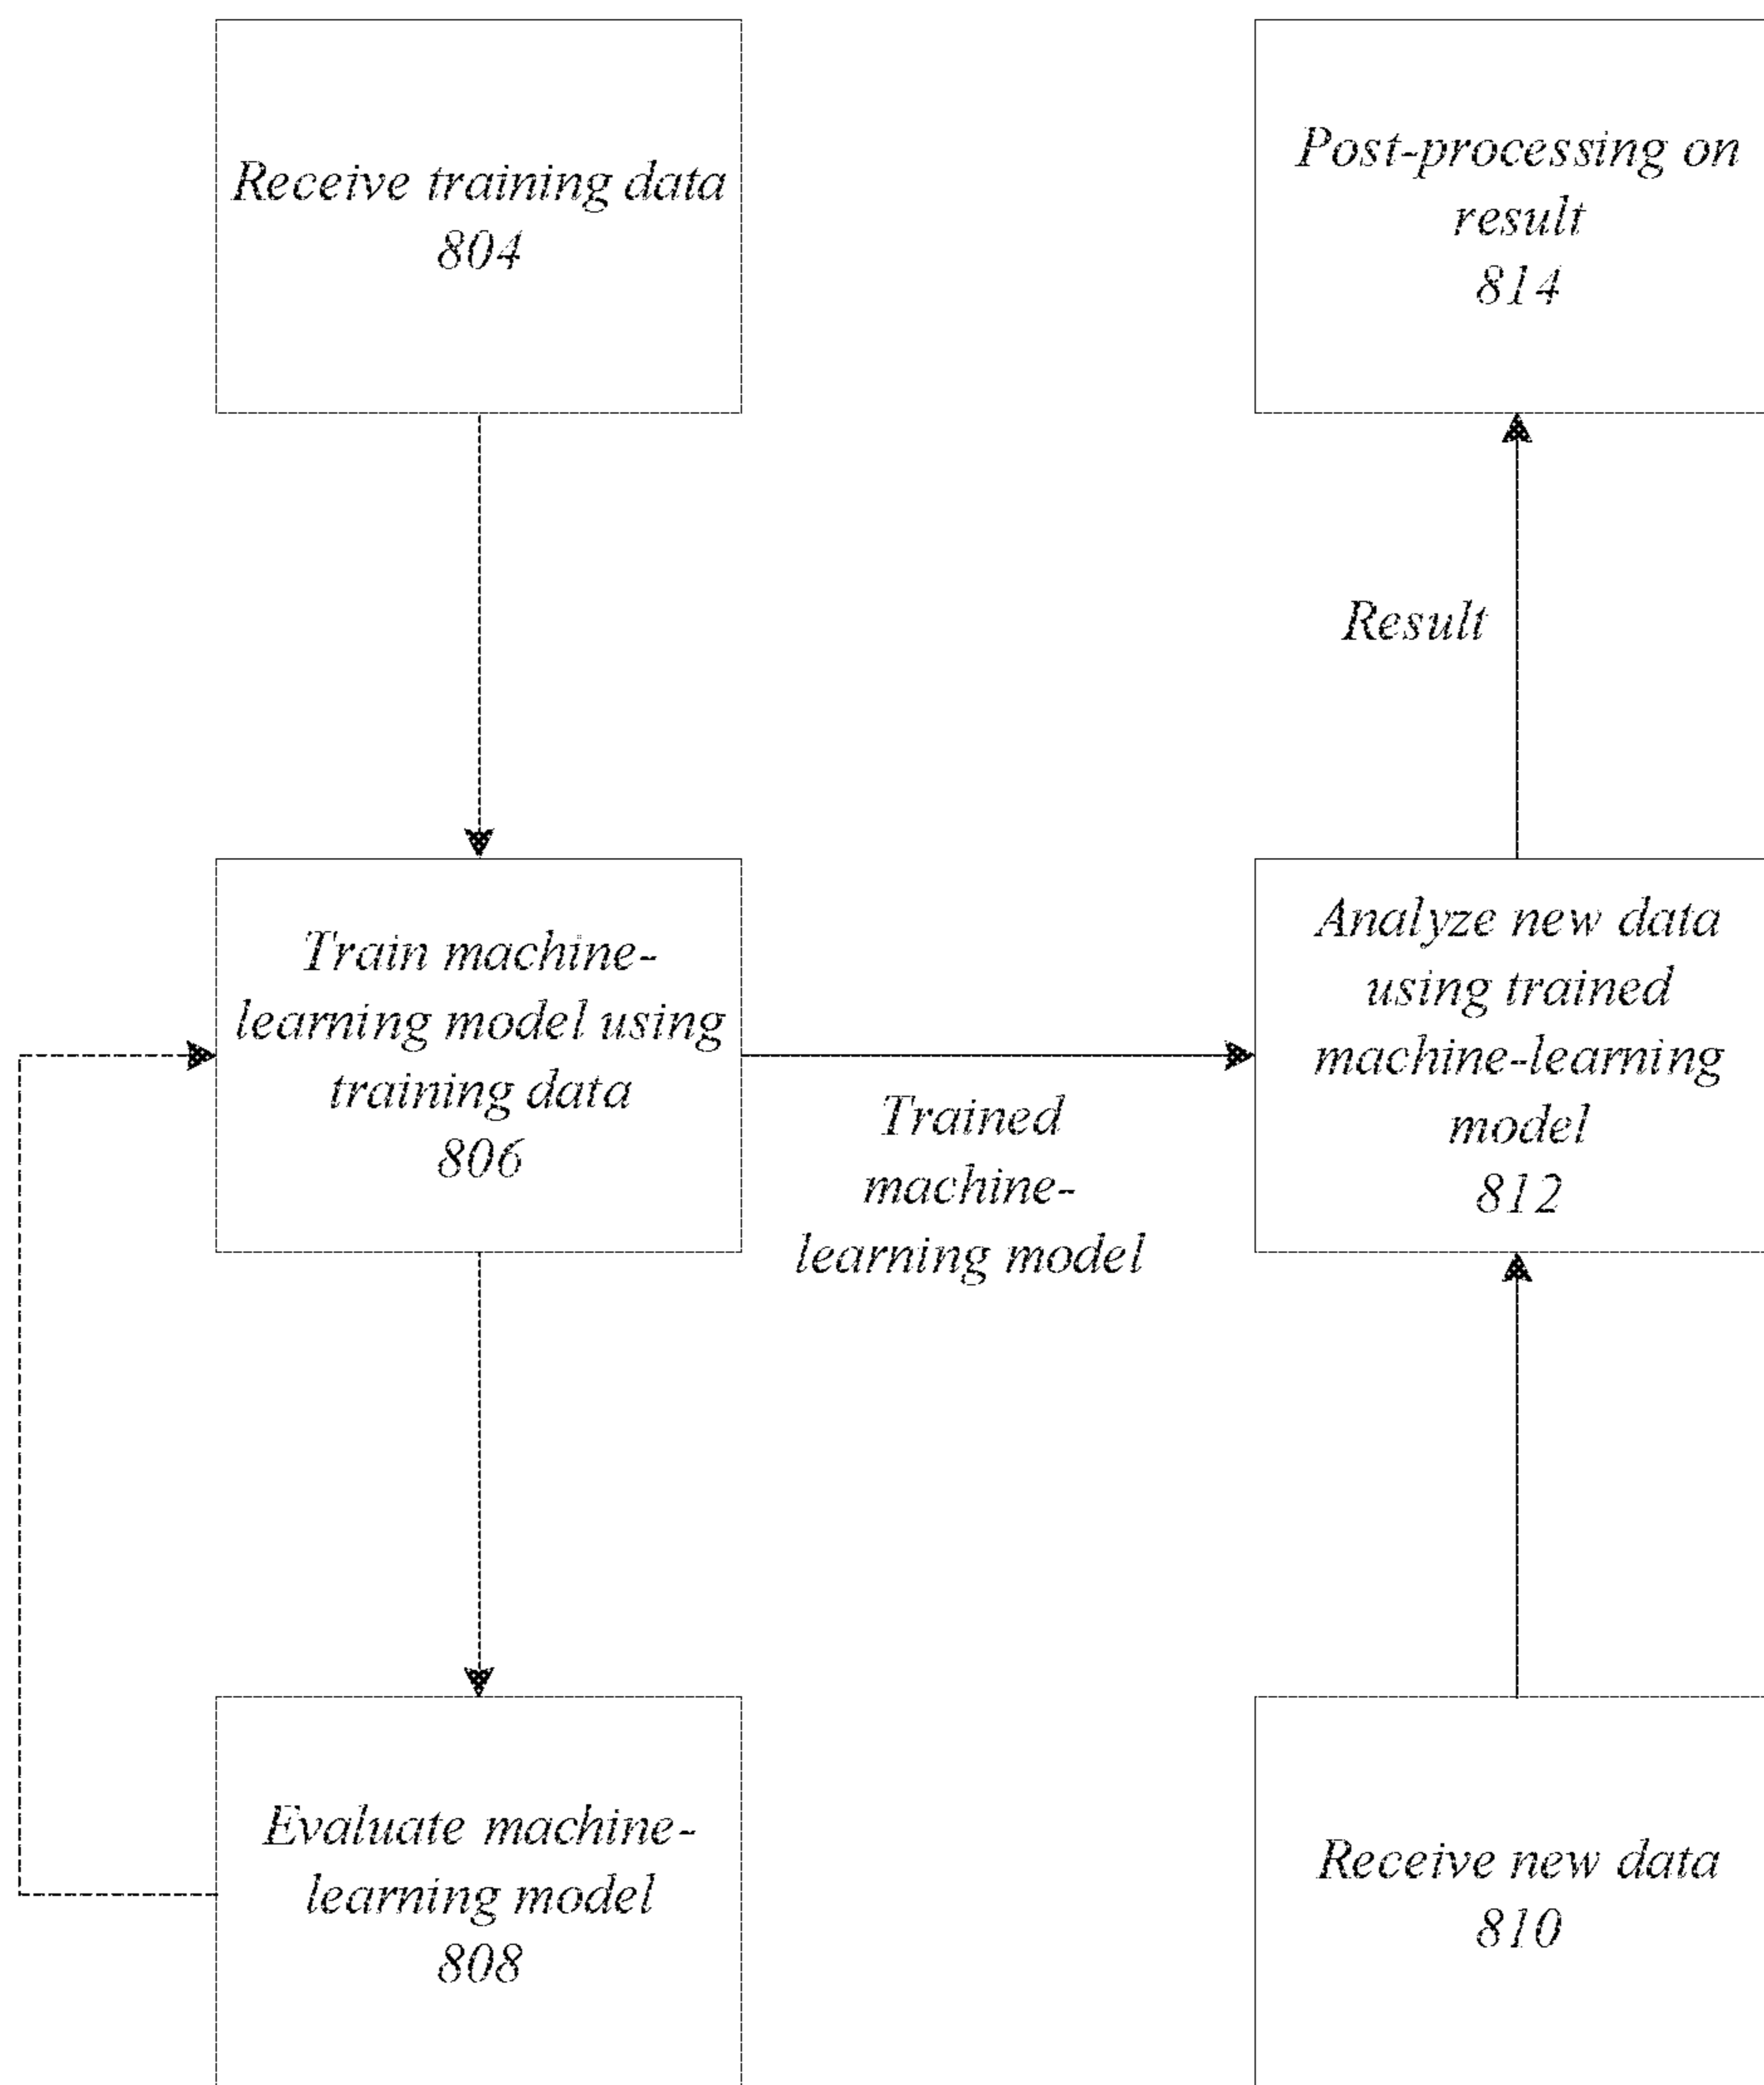 Receive training data
804
Post-processing on
result
814
Result
Train machine-
learning model using
training data
806
Trained
machine-
learning model
Analyze new data
using trained
machine-learning
model
812
Evaluate machine-
learning model
808
Receive new data
810